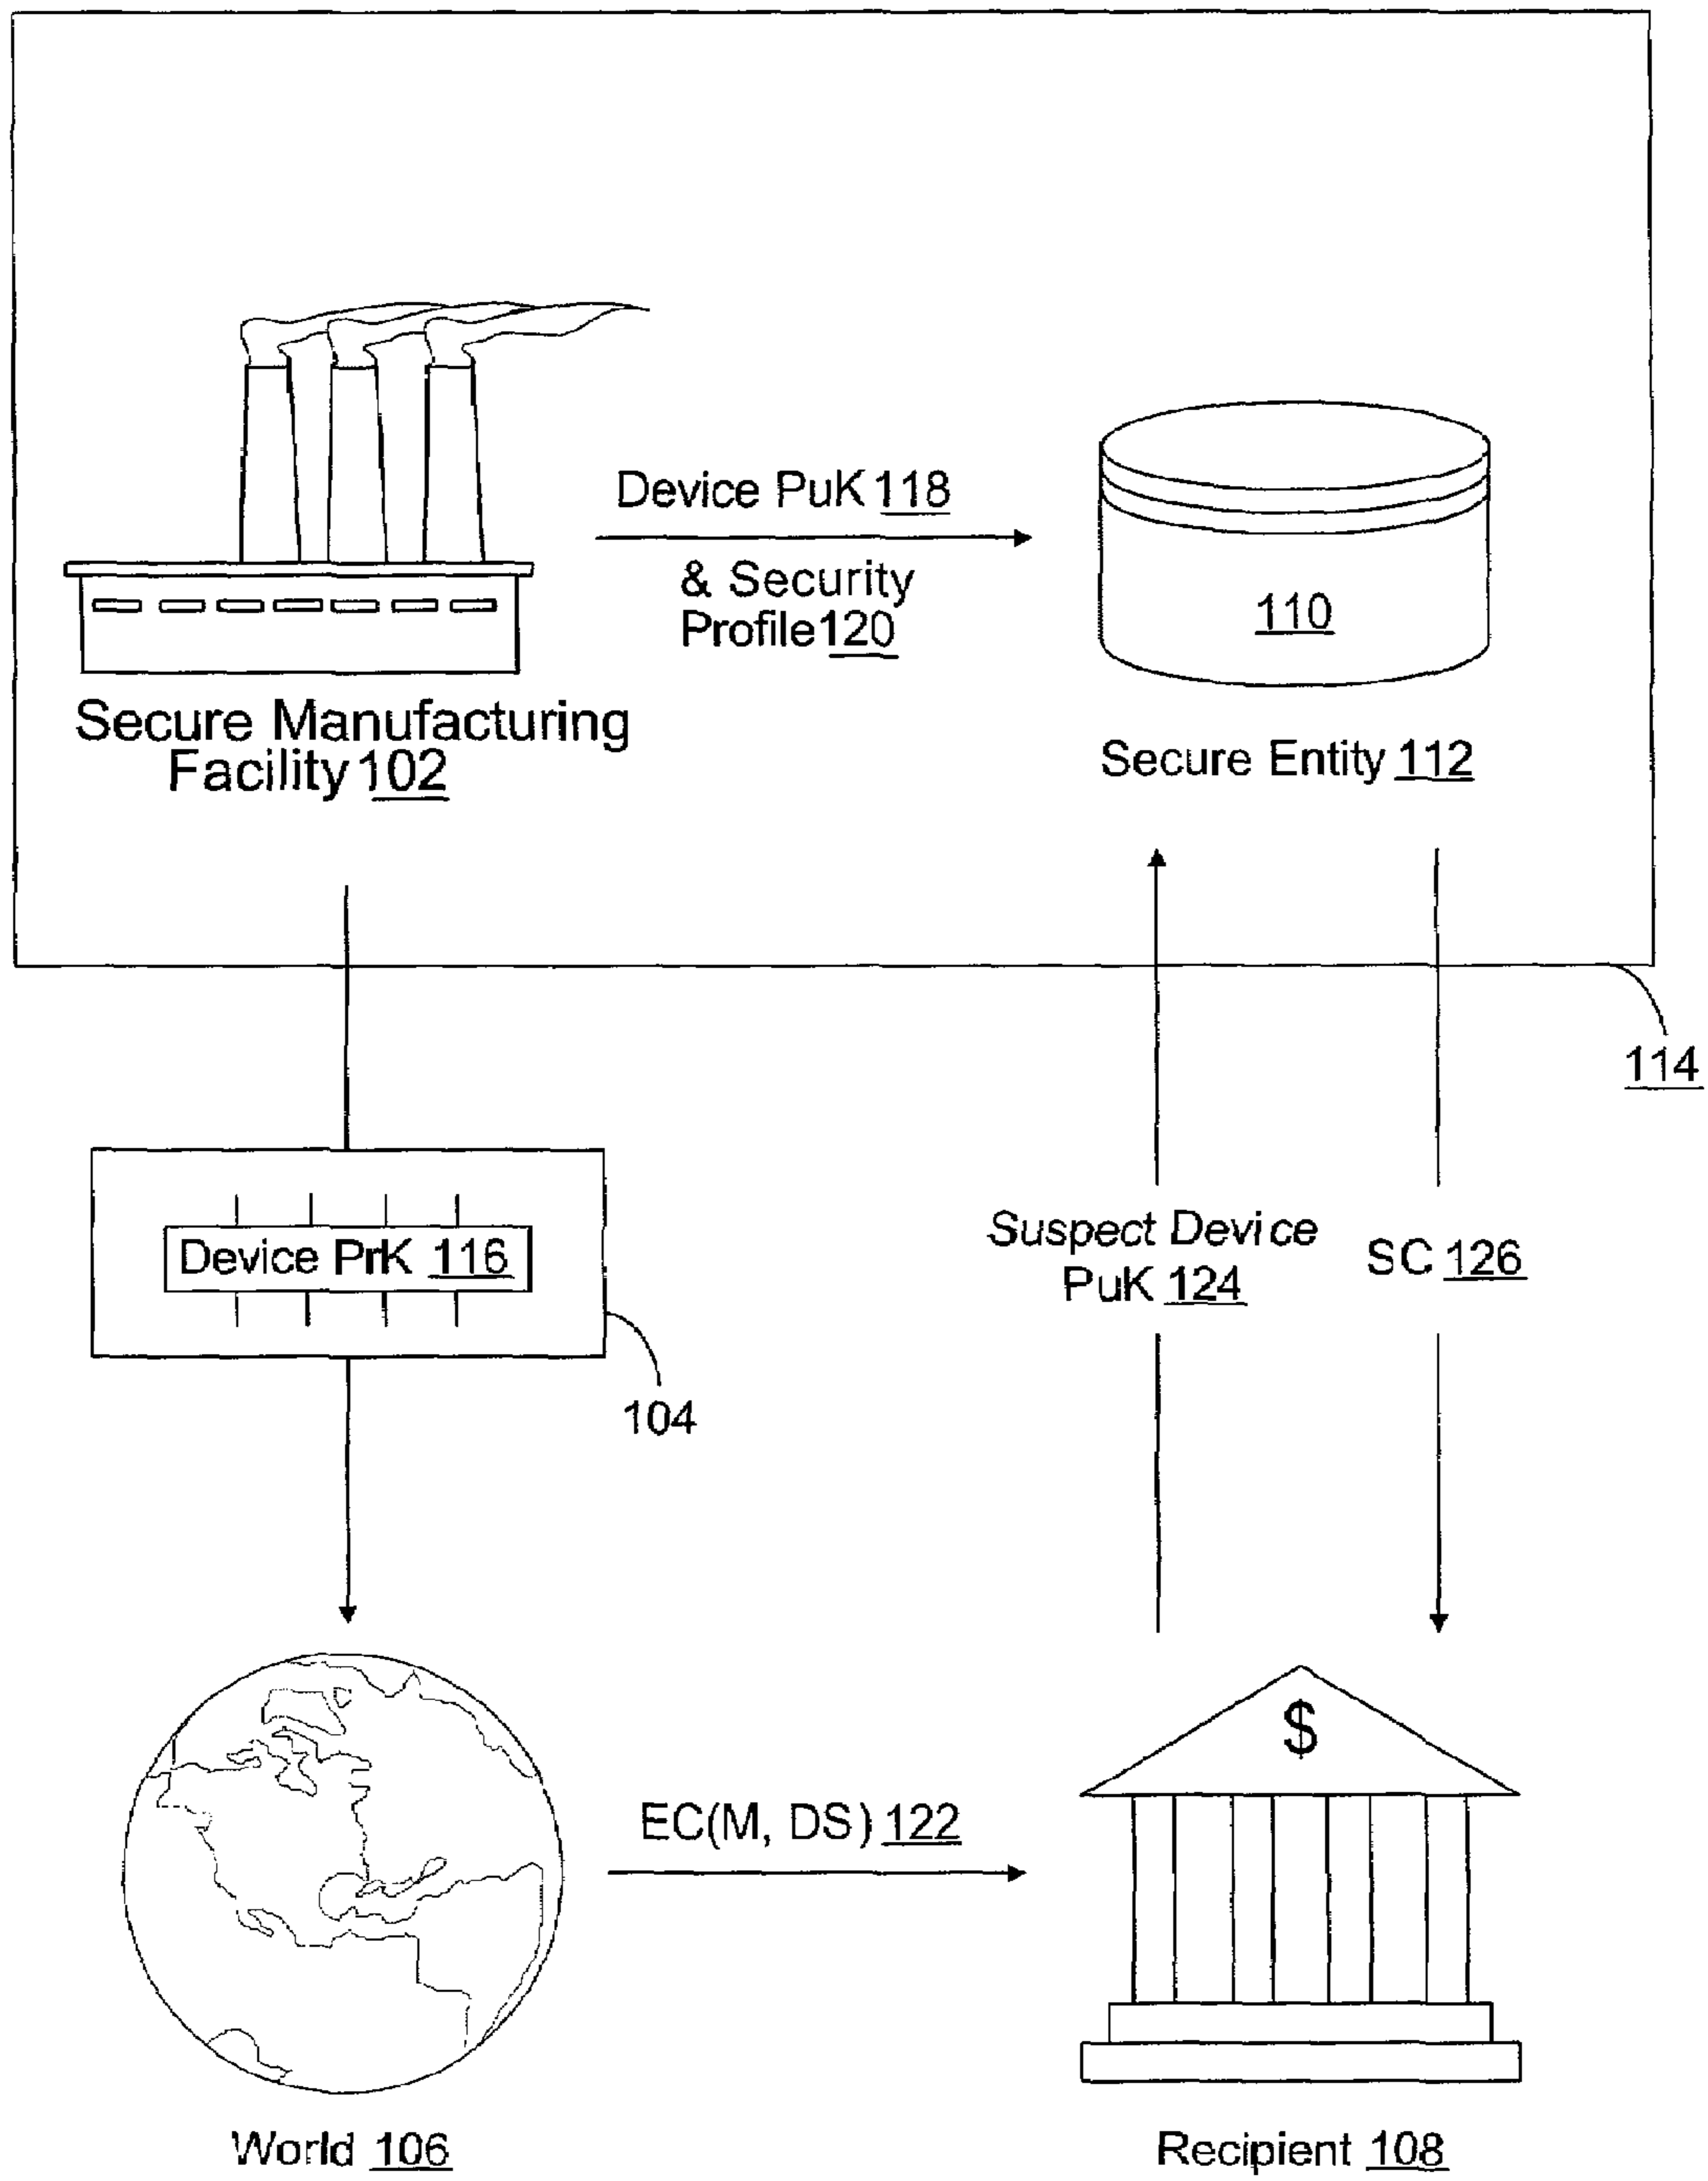 Device PuK 118
& Security
Profile 120
110
Secure Manufacturing
Facility 102
Secure Entity 112
114
Device PrK 116
104
Suspect Device
PuK 124
SC 126
$
EC(M, DS) 122
World 106
Recipient 108